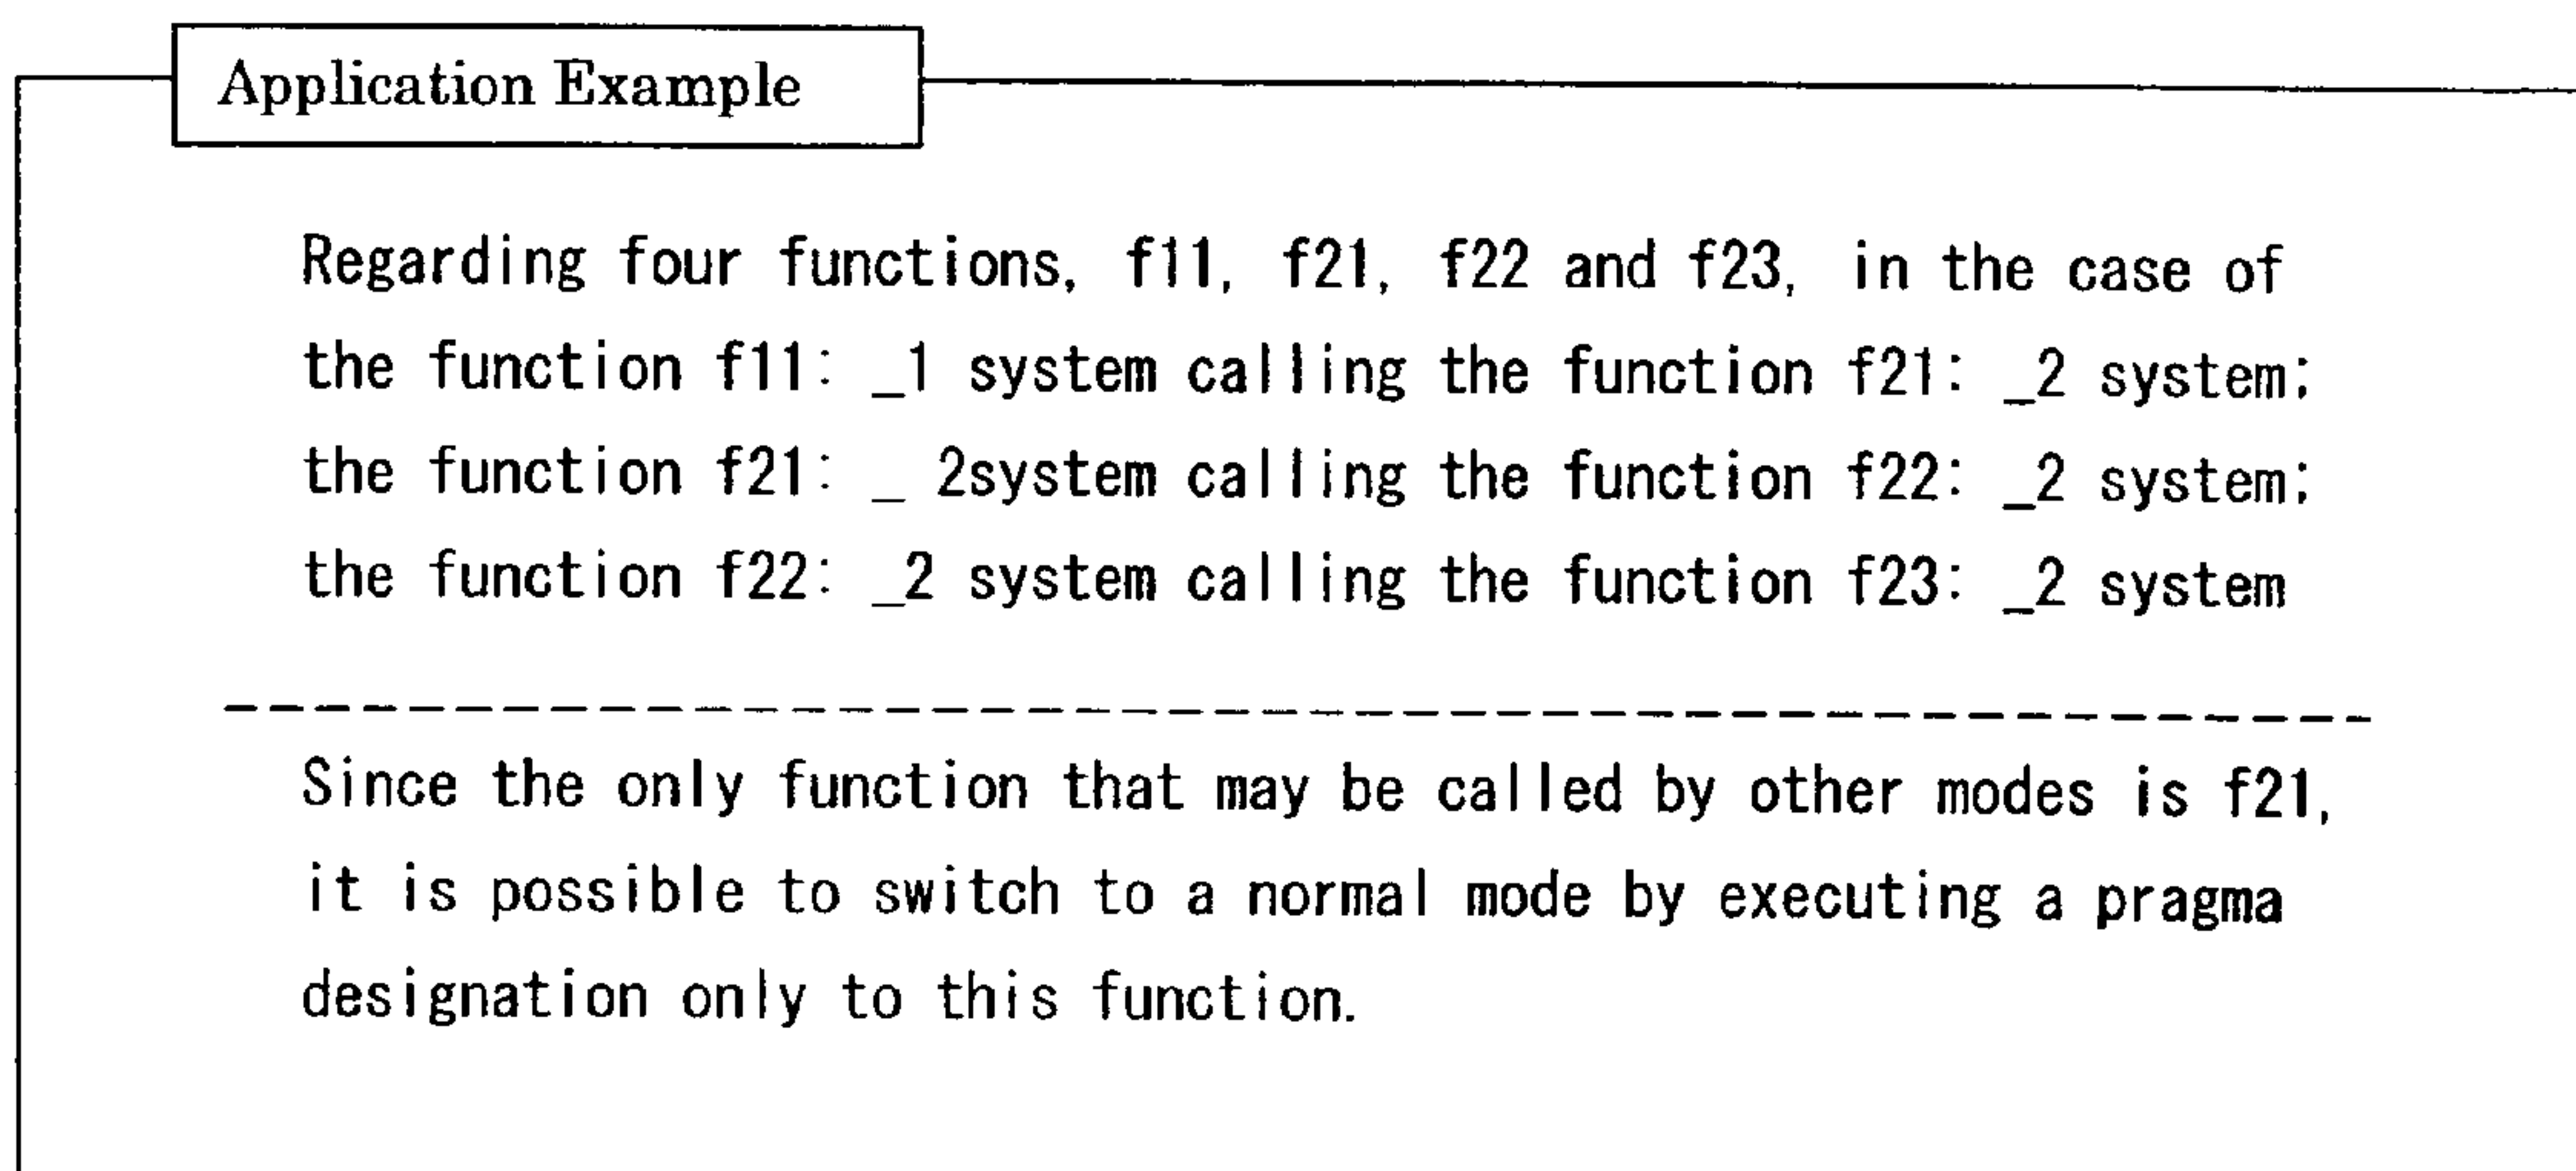 Application Example
Regarding four functions, f11, f21, f22 and f23, in the case of
the function f11: _1 system calling the function f21: _2 system;
the function f21: _ 2system calling the function f22: _2 system;
the function f22: _2 system calling the function f23: _2 system
Since the only function that may be called by other modes is f21,
it is possible to switch to a normal mode by executing a pragma
designation only to this function.